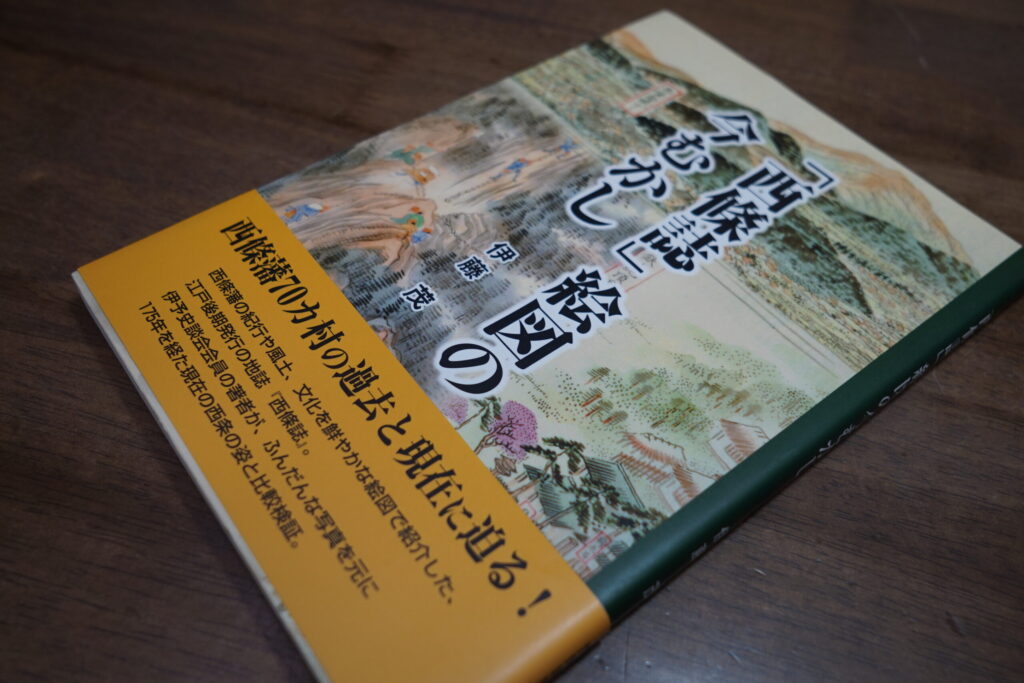 「西條誌」絵図の
今むかし
伊藤 茂
西條藩70カ村の過去と現在に迫る！
西條藩の紀行や風土、文化を鮮やかな絵図で紹介した、
江戸後期発行の地誌『西條誌』。
伊予史談会会員の著者が、ふんだんな写真を元に
175年を経た現在の西条の姿と比較検証。